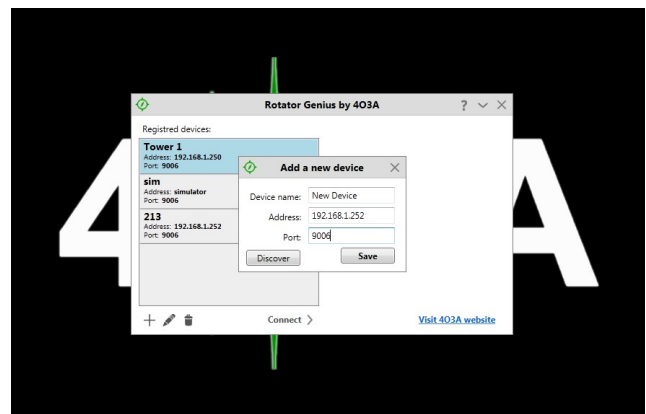 Rotator Genius by 4O3A
?
Registred devices:
Tower 1
Address: 192.168.1.250
Port: 9006
sim
Address: simulator
Port: 9006
213
Address: 192.168.1.252
Port: 9006
Add a new device
Device name: New Device
Address: 192.168.1.252
Port: 9006
Discover
Save
Connect
Visit 4O3A website
4
A